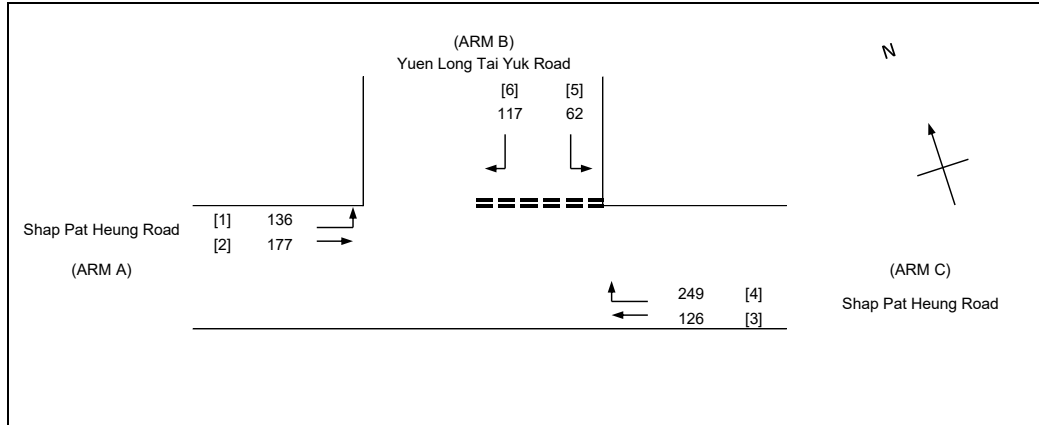 (ARM B)
Yuen Long Tai Yuk Road
N
[6] [5]
117 62
Shap Pat Heung Road
[1] 136
[2] 177
(ARM A)
(ARM C)
Shap Pat Heung Road
249 [4]
126 [3]